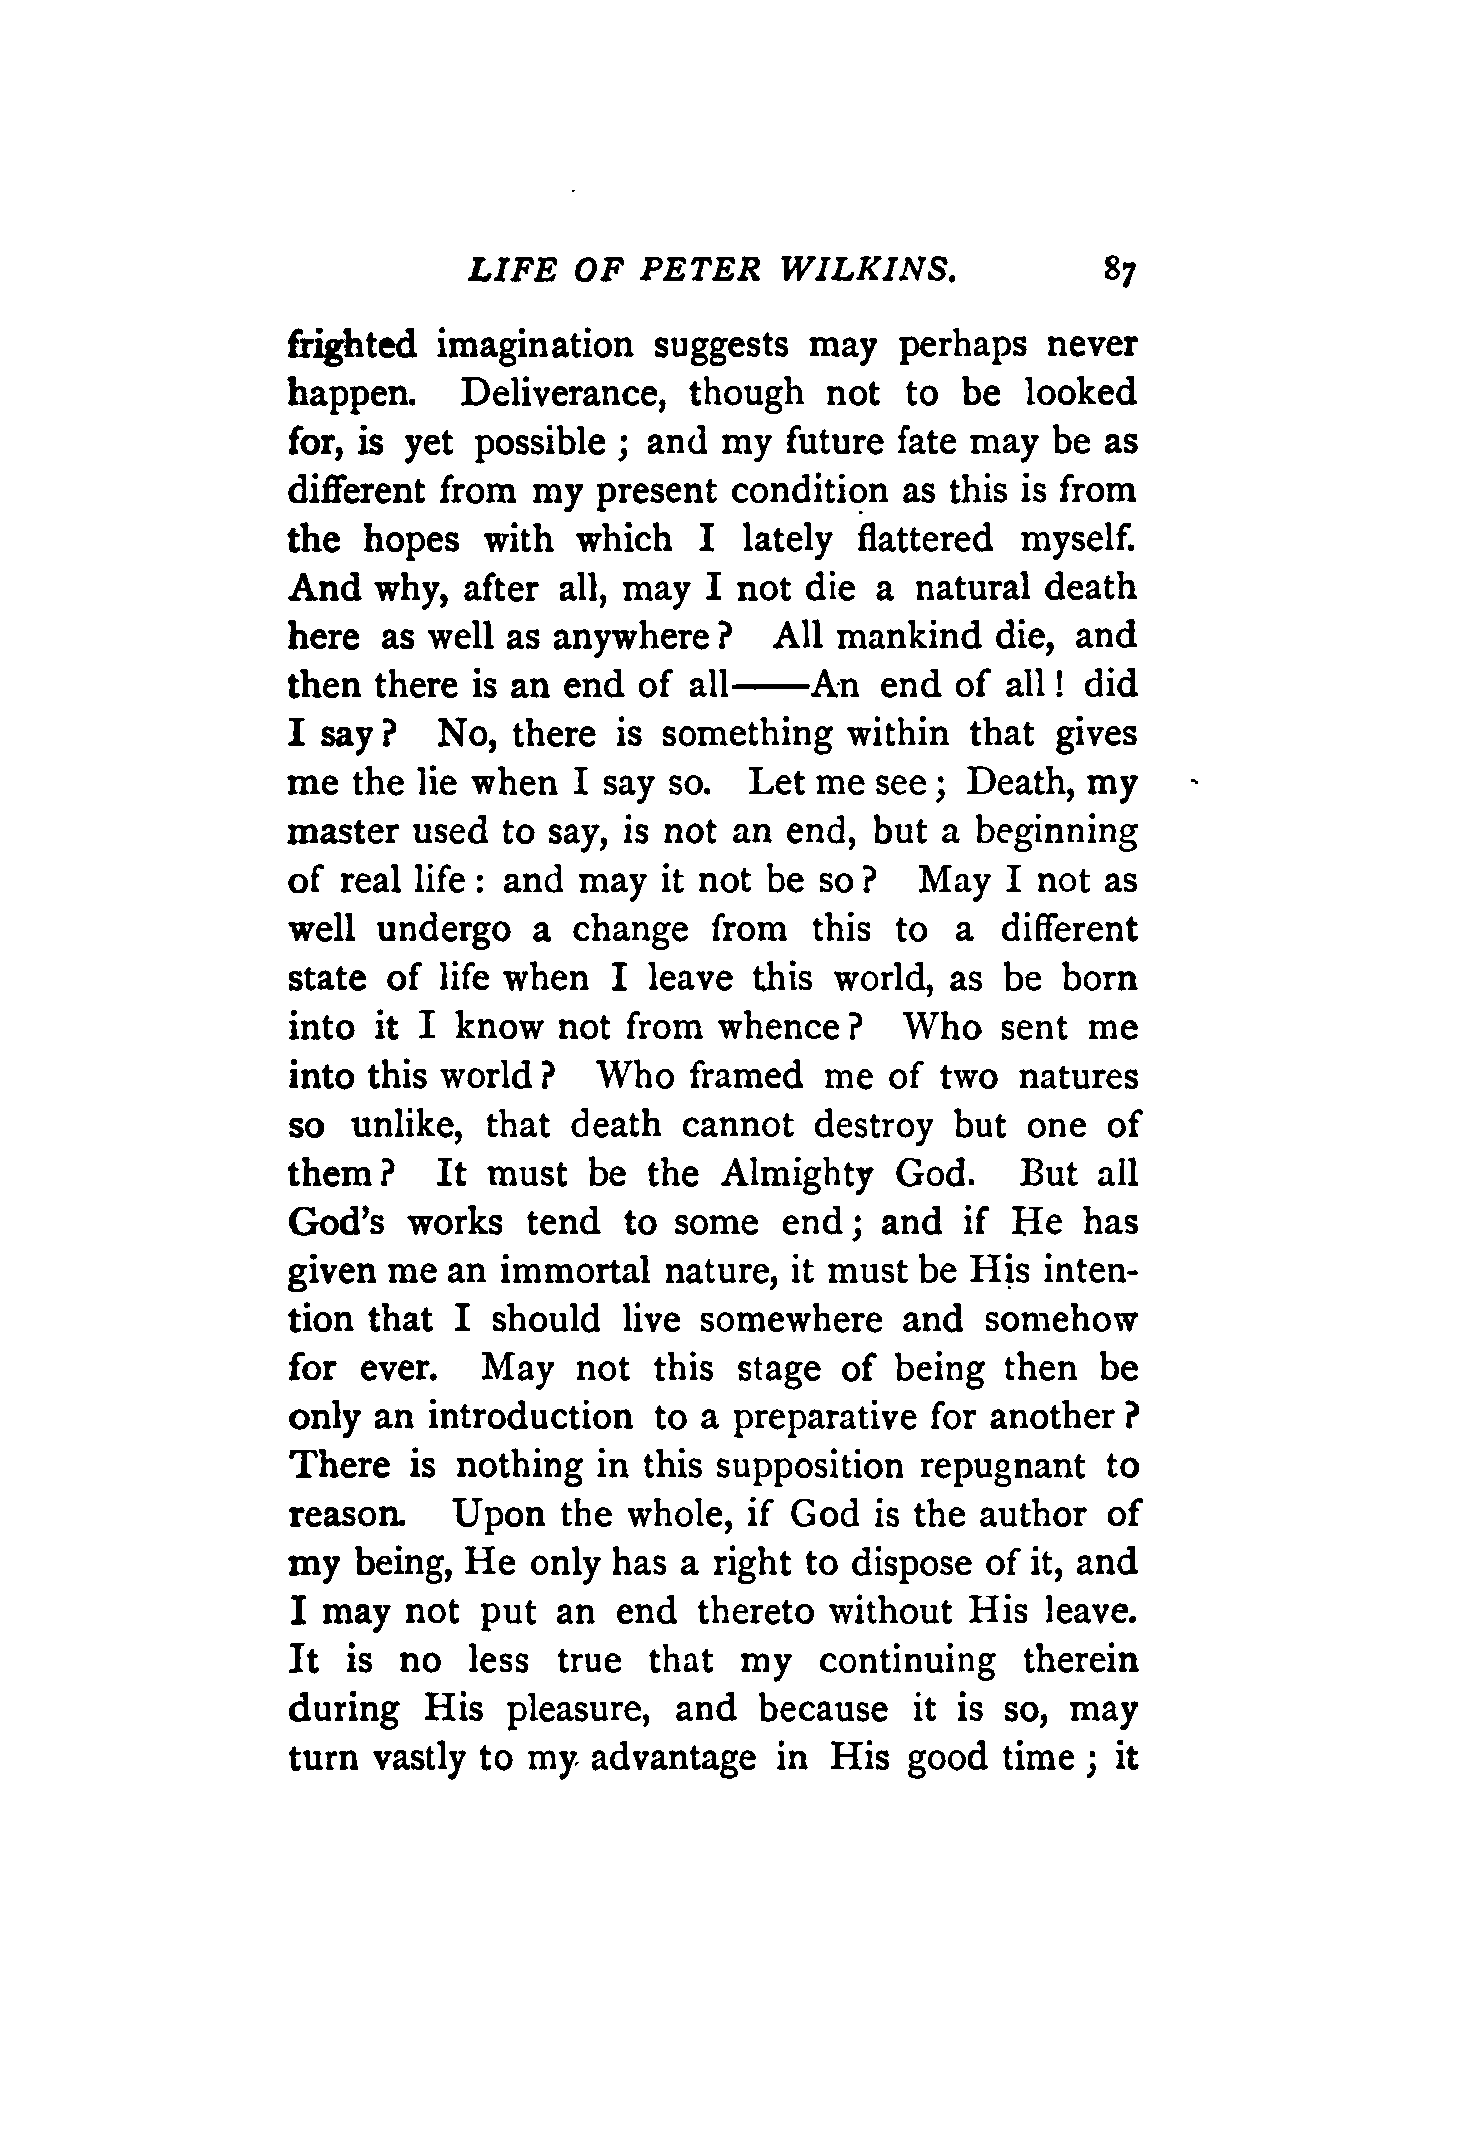 LIFE OF PETER WILKINS. 87
frighted imagination suggests may perhaps never
happen. Deliverance, though not to be looked
for, is yet possible ; and my future fate may be as
different from my present condition as this is from
the hopes with which I lately flattered myself.
And why, after all, may I not die a natural death
here as well as anywhere ? All mankind die, and
then there is an end of all——An end of all ! did
I say ? No, there is something within that gives
me the lie when I say so. Let me see ; Death, my
master used to say, is not an end, but a beginning
of real life : and may it not be so ? May I not as
well undergo a change from this to a different
state of life when I leave this world, as be born
into it I know not from whence ? Who sent me
into this world ? Who framed me of two natures
so unlike, that death cannot destroy but one of
them ? It must be the Almighty God. But all
God's works tend to some end ; and if He has
given me an immortal nature, it must be His inten-
tion that I should live somewhere and somehow
for ever. May not this stage of being then be
only an introduction to a preparative for another ?
There is nothing in this supposition repugnant to
reason. Upon the whole, if God is the author of
my being, He only has a right to dispose of it, and
I may not put an end thereto without His leave.
It is no less true that my continuing therein
during His pleasure, and because it is so, may
turn vastly to my advantage in His good time ; it